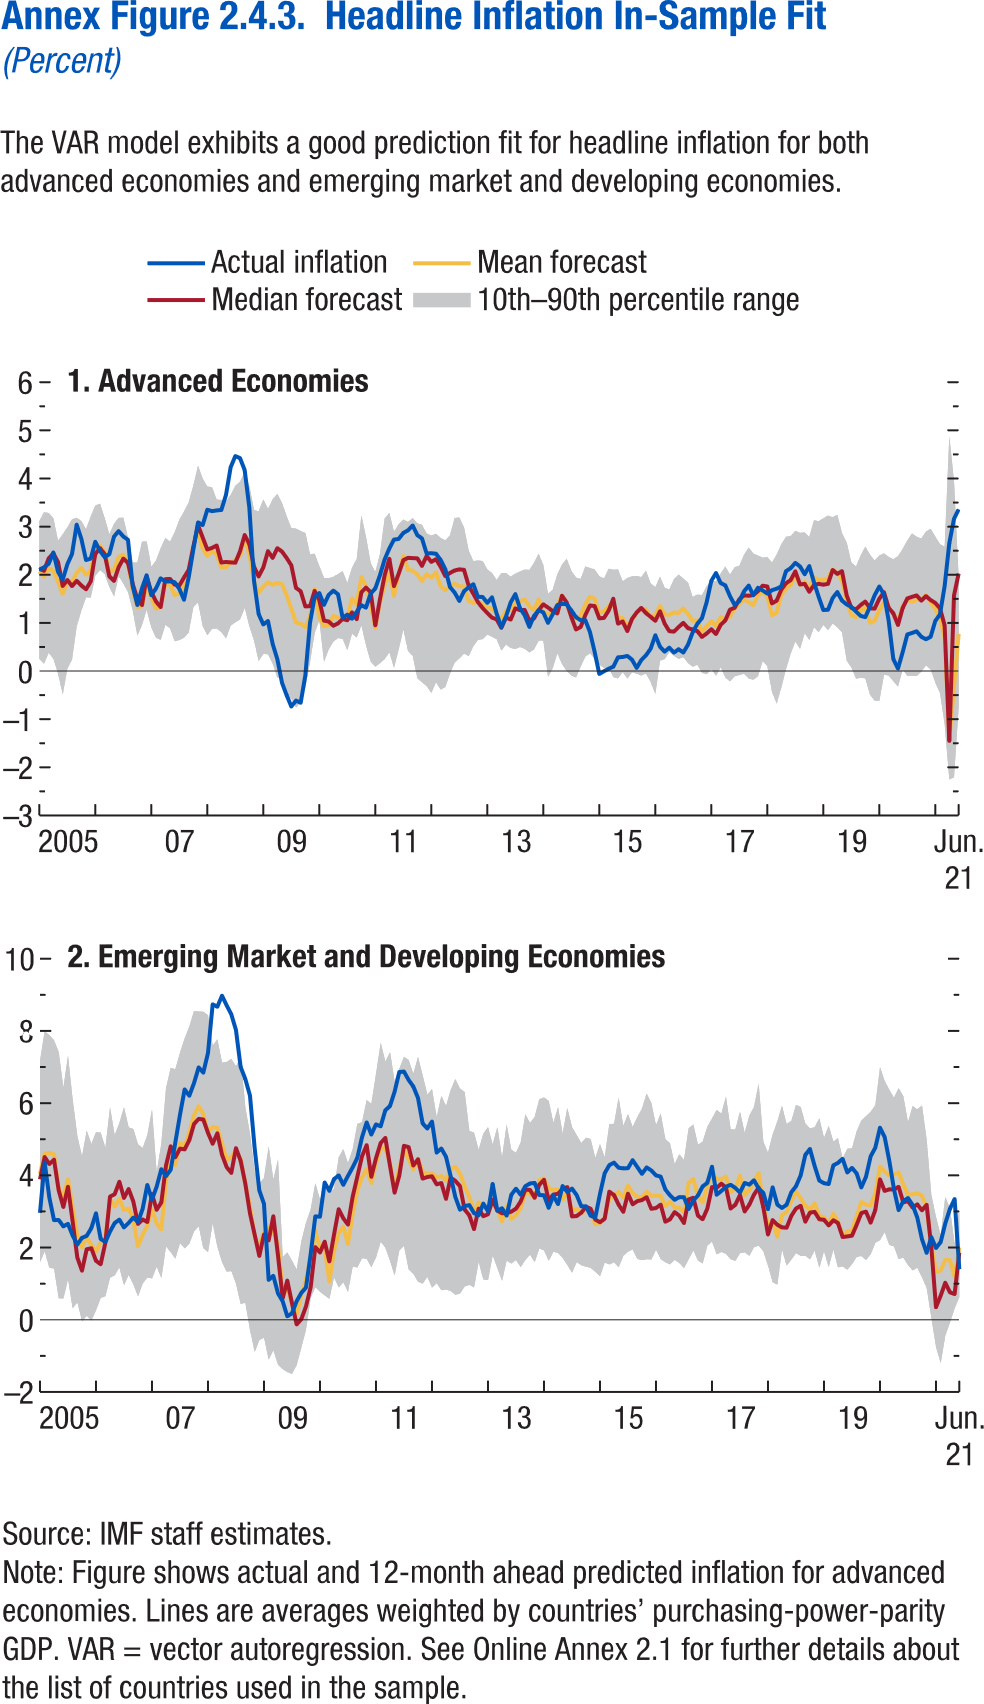 Annex Figure 2.4.3. Headline Inflation In-Sample Fit
(Percent)
The VAR model exhibits a good prediction fit for headline inflation for both
advanced economies and emerging market and developing economies.
Actual inflation
Mean forecast
Median forecast
10th–90th percentile range
1. Advanced Economies
6
5
4
3
2
1
0
–1
–2
–3
2005 07 09 11 13 15 17 19 Jun.
21
2. Emerging Market and Developing Economies
10
8
6
4
2
0
–2
2005 07 09 11 13 15 17 19 Jun.
21
Source: IMF staff estimates.
Note: Figure shows actual and 12-month ahead predicted inflation for advanced
economies. Lines are averages weighted by countries’ purchasing-power-parity
GDP. VAR = vector autoregression. See Online Annex 2.1 for further details about
the list of countries used in the sample.